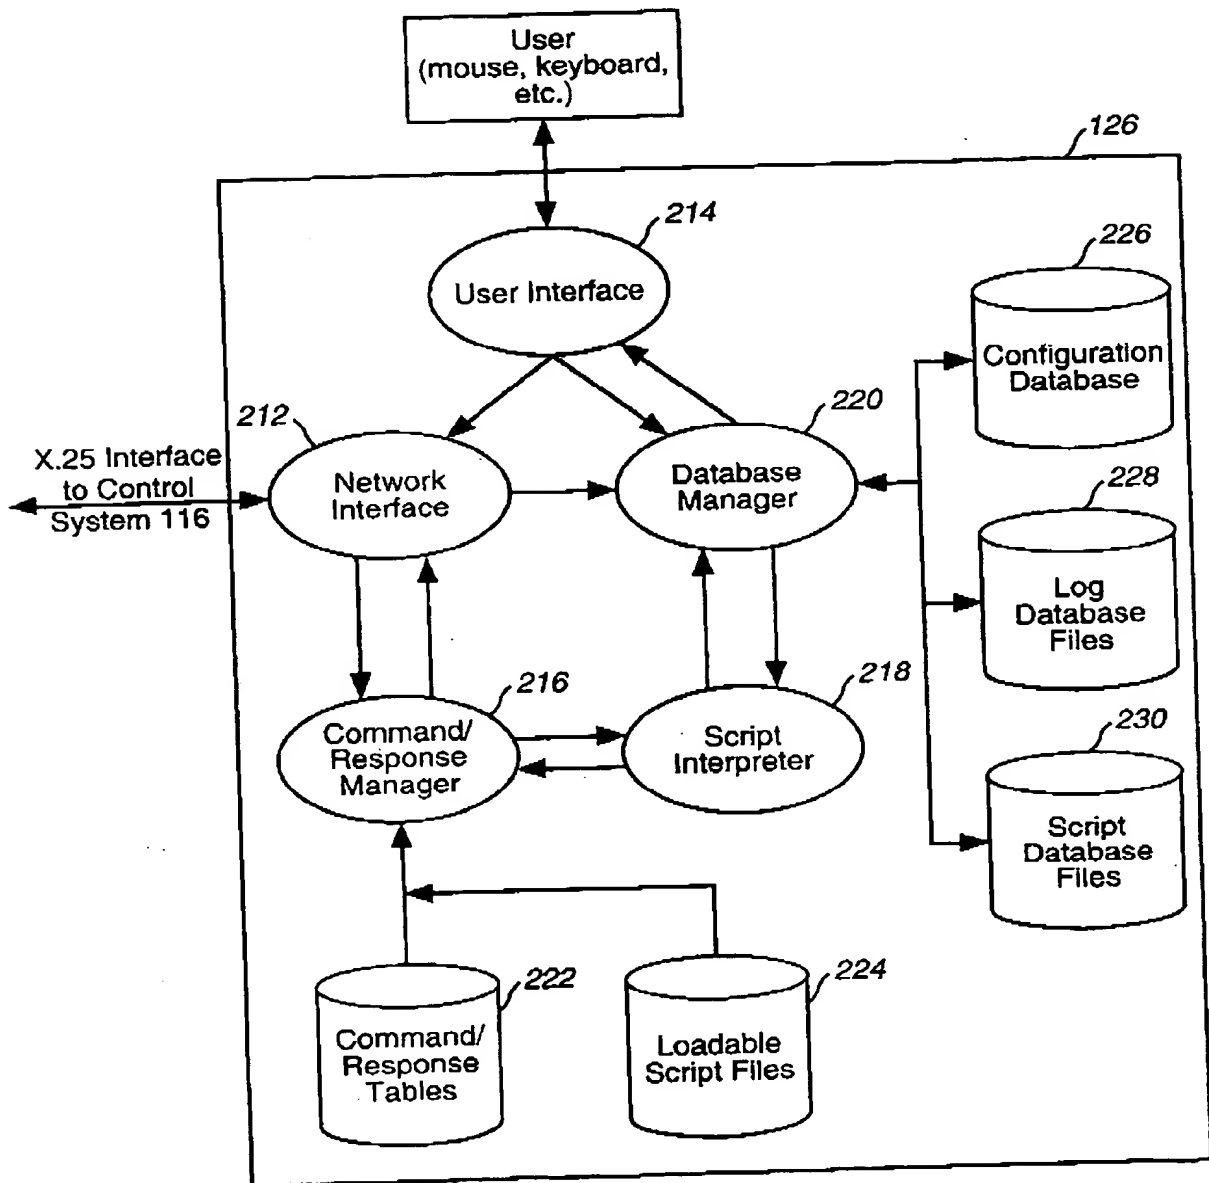 User
(mouse, keyboard,
etc.)
126
214
User Interface
226
Configuration
Database
212
220
X.25 Interface
to Control
System 116
Network
Interface
Database
Manager
228
Log
Database
Files
216
218
Command/
Response
Manager
Script
Interpreter
230
Script
Database
Files
222
224
Command/
Response
Tables
Loadable
Script Files